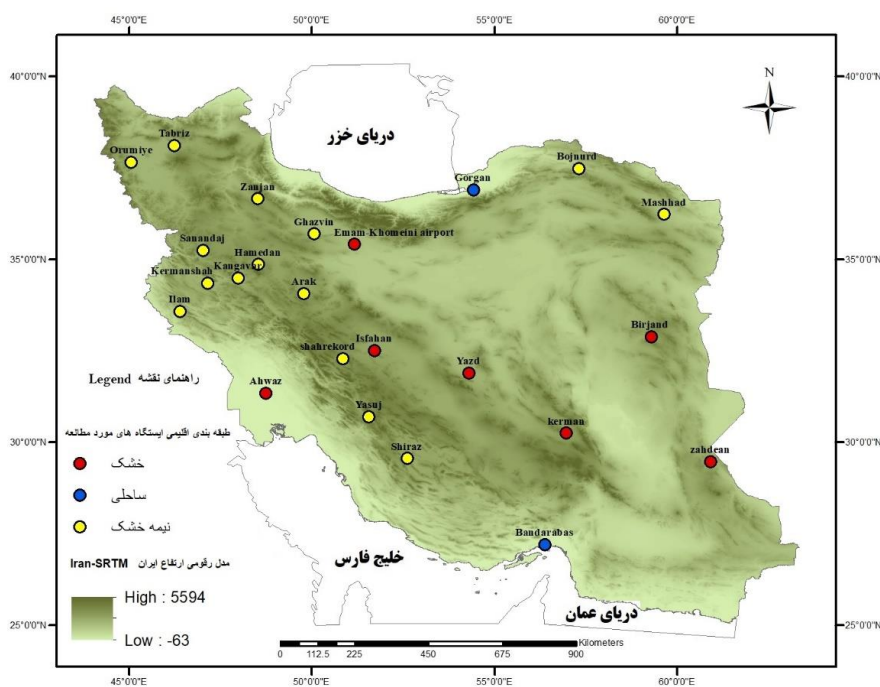 45°0'0"E 50°0'0"E 55°0'0"E 60°0'0"E
40°0'0"N 40°0'0"N
N
دریای خزر
Tabriz
Orumiye
Bojnurd
Gorgan
Zanjan
Mashhad
Ghazvin
Emam-Khomeini airport
Sanandaj
Hamedan
Kangavar
Kermanshah
35°0'0"N 35°0'0"N
Arak
Ilam
Birjand
Isfahan
shahrekord
Yazd
Ahwaz
راهنمای نقشه Legend
Yasuj
kerman
طبقه بندی اقلیمی ایستگاه های مورد مطالعه
30°0'0"N 30°0'0"N
Shiraz
zahdean
خشک
ساحلی
نیمه خشک
Bandarabas
خلیج فارس
مدل رقومی ارتفاع ایران Iran-SRTM
High : 5594
دریای عمان
Low : -63
25°0'0"N 25°0'0"N
Kilometers
0 112.5 225 450 675 900
45°0'0"E 50°0'0"E 55°0'0"E 60°0'0"E